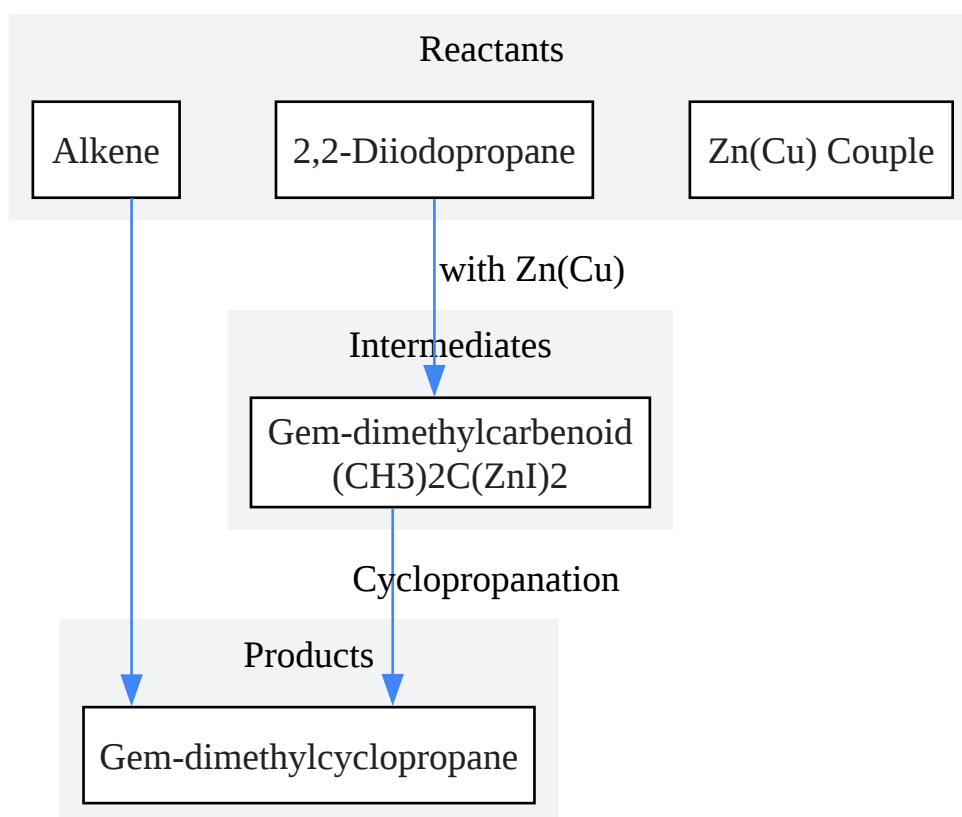 Reactants
Alkene
2,2-Diiodopropane
Zn(Cu) Couple
with Zn(Cu)
Intermediates
Gem-dimethylcarbenoid
(CH3)2C(ZnI)2
Cyclopropanation
Products
Gem-dimethylcyclopropane